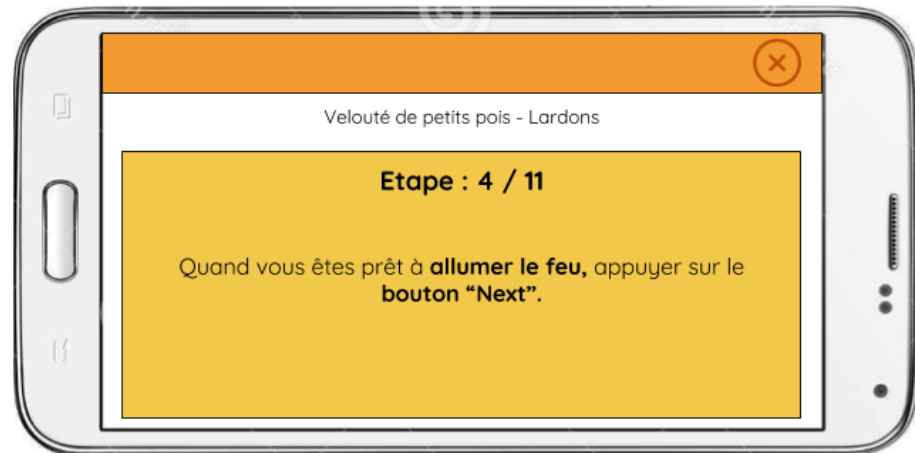 Velouté de petits pois - Lardons
Etape : 4 / 11
Quand vous êtes prêt à allumer le feu, appuyer sur le
bouton “Next”.